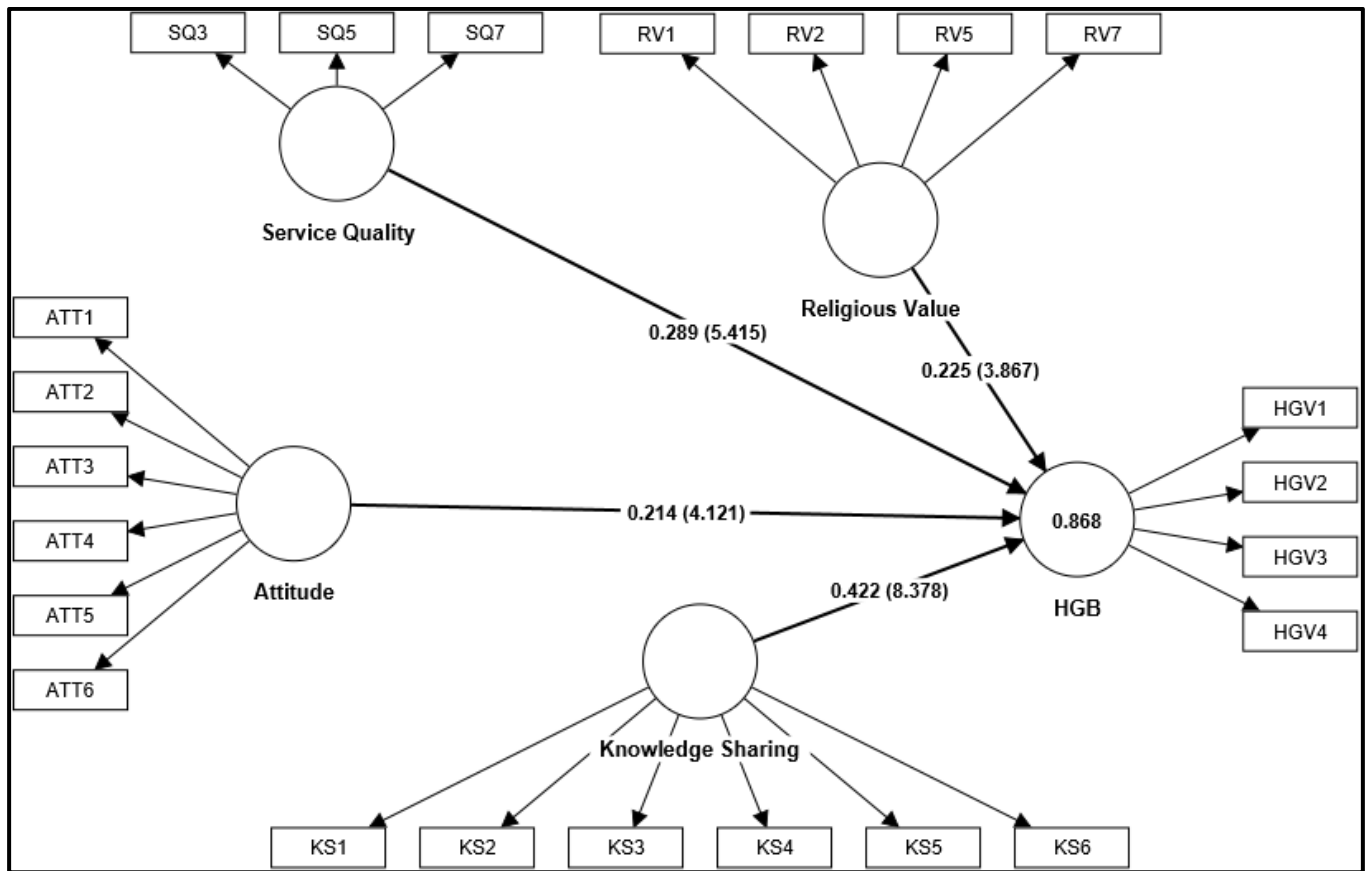 SQ3
SQ5
SQ7
RV1
RV2
RV5
RV7
Service Quality
Religious Value
ATT1
ATT2
ATT3
ATT4
ATT5
ATT6
Attitude
0.289 (5.415)
0.225 (3.867)
0.214 (4.121)
0.422 (8.378)
0.868
HGB
HGV1
HGV2
HGV3
HGV4
Knowledge Sharing
KS1
KS2
KS3
KS4
KS5
KS6